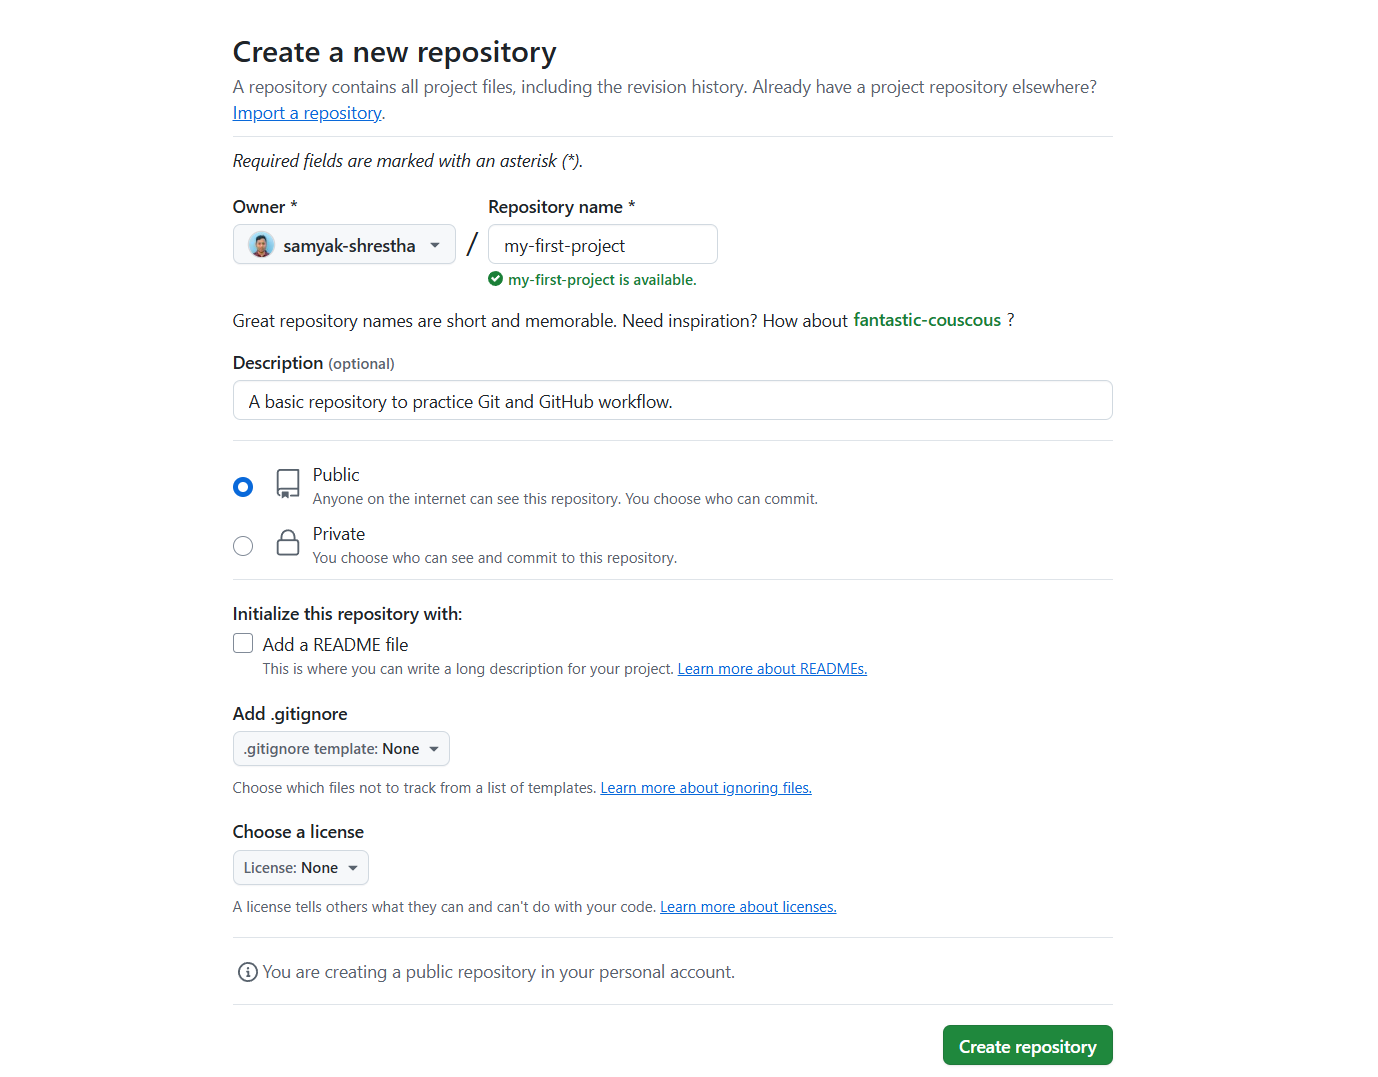 Create a new repository
A repository contains all project files, including the revision history. Already have a project repository elsewhere?
Import a repository.
Required fields are marked with an asterisk (*).
Owner *
Repository name *
samyak-shrestha
/
my-first-project
my-first-project is available.
Great repository names are short and memorable. Need inspiration? How about fantastic-couscous ?
Description (optional)
A basic repository to practice Git and GitHub workflow.
Public
Anyone on the internet can see this repository. You choose who can commit.
Private
You choose who can see and commit to this repository.
Initialize this repository with:
Add a README file
This is where you can write a long description for your project. Learn more about READMEs.
Add .gitignore
.gitignore template: None
Choose which files not to track from a list of templates. Learn more about ignoring files.
Choose a license
License: None
A license tells others what they can and can't do with your code. Learn more about licenses.
You are creating a public repository in your personal account.
Create repository